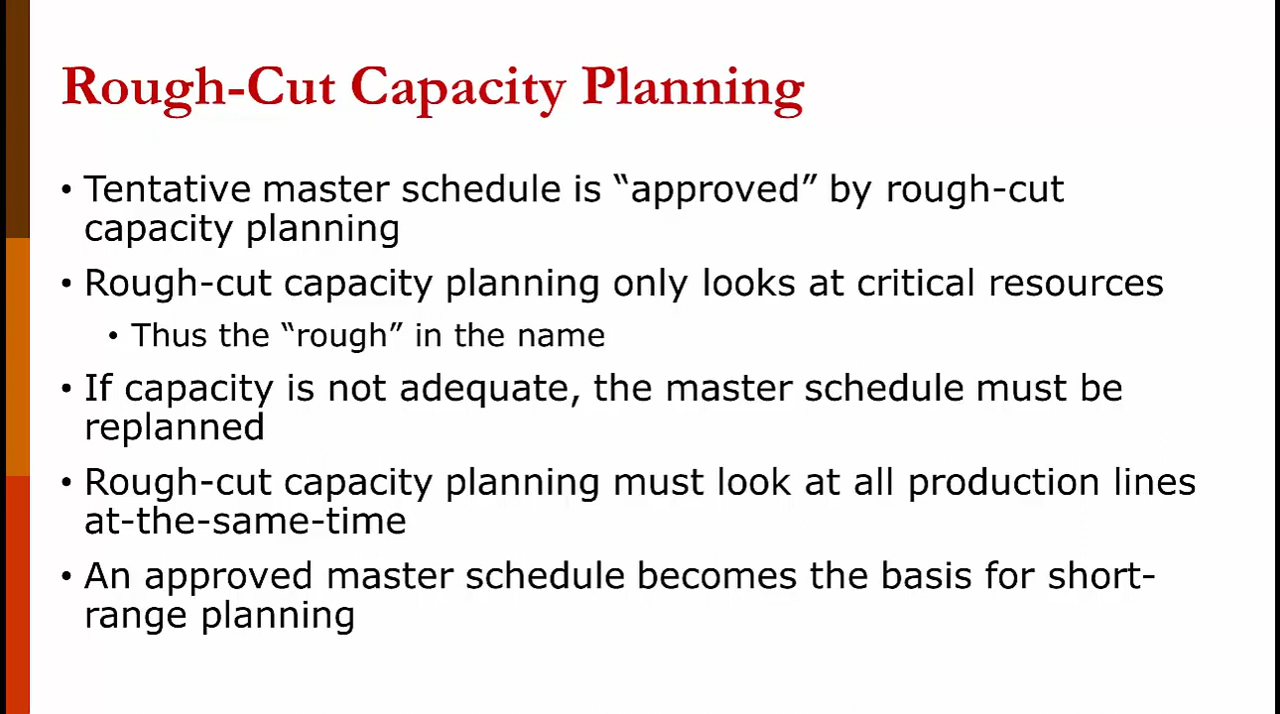 Rough-Cut Capacity Planning
• Tentative master schedule is “approved” by rough-cut
capacity planning
• Rough-cut capacity planning only looks at critical resources
• Thus the “rough” in the name
• If capacity is not adequate, the master schedule must be
replanned
• Rough-cut capacity planning must look at all production lines
at-the-same-time
• An approved master schedule becomes the basis for short-
range planning